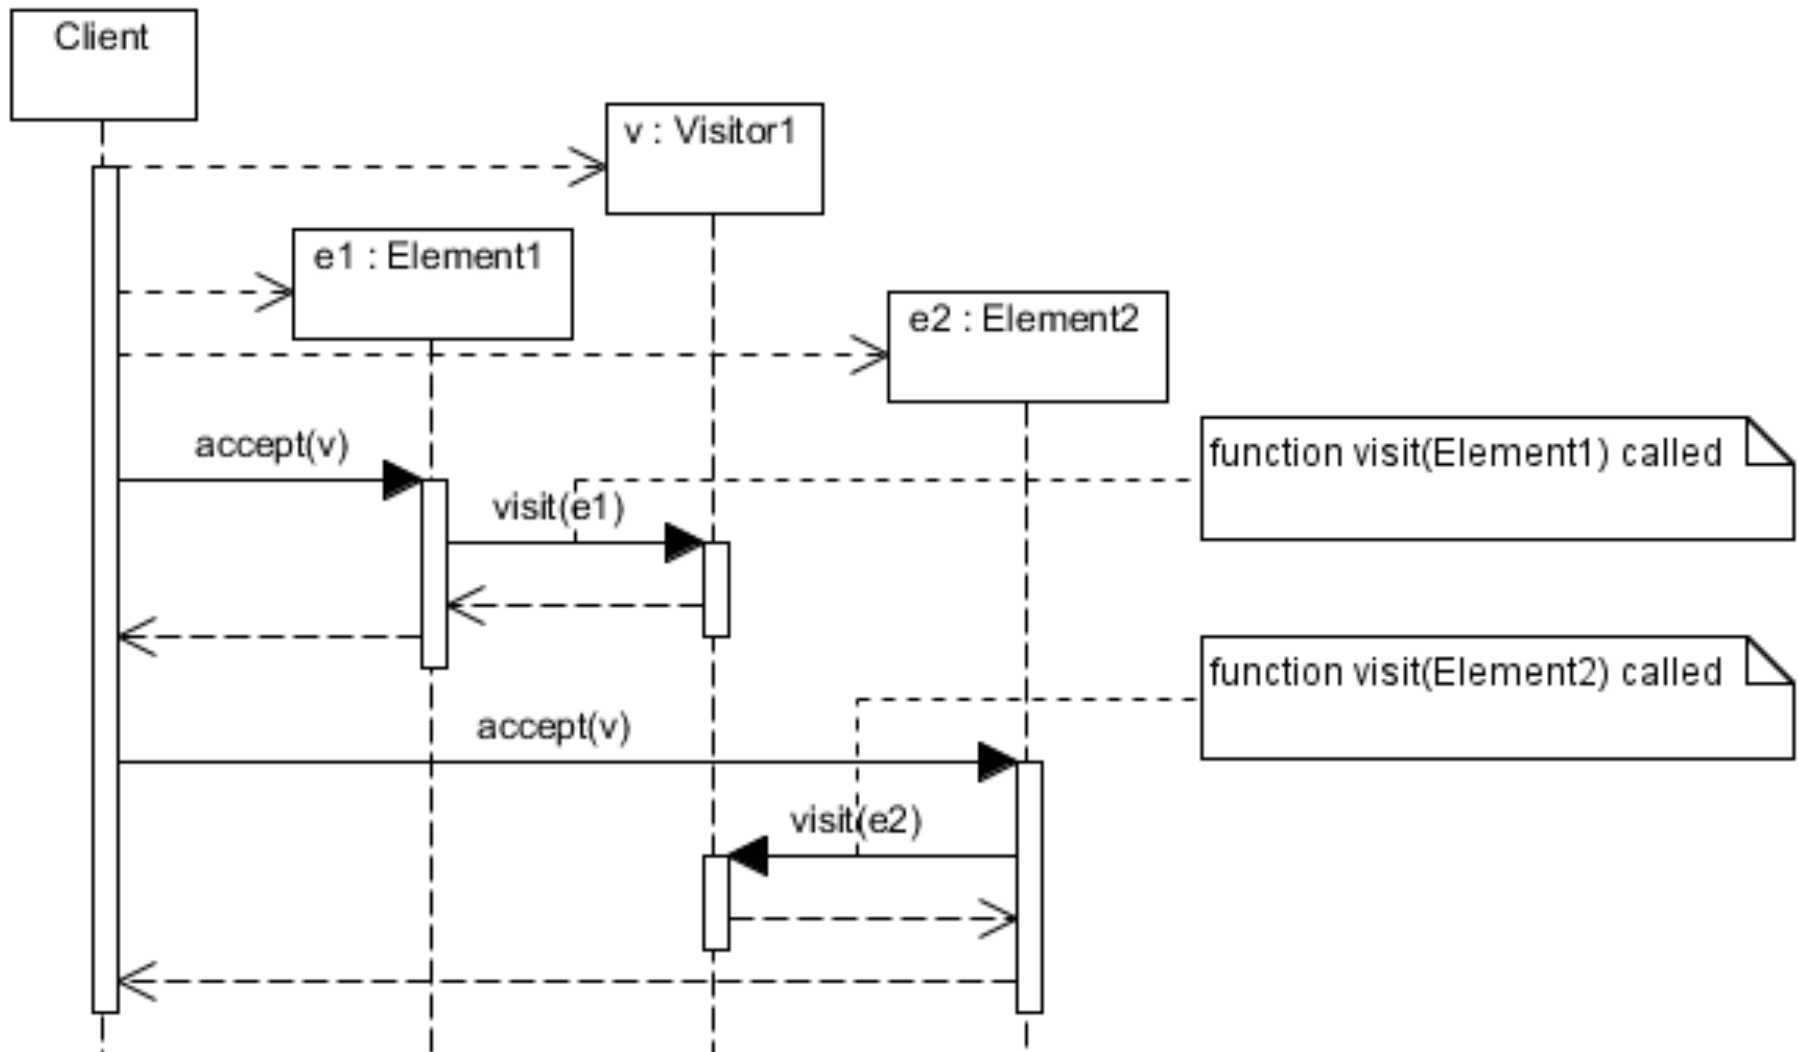 Client
v : Visitor1
e1 : Element1
e2 : Element2
accept(v)
function visit(Element1) called
visit(e1)
function visit(Element2) called
accept(v)
visit(e2)